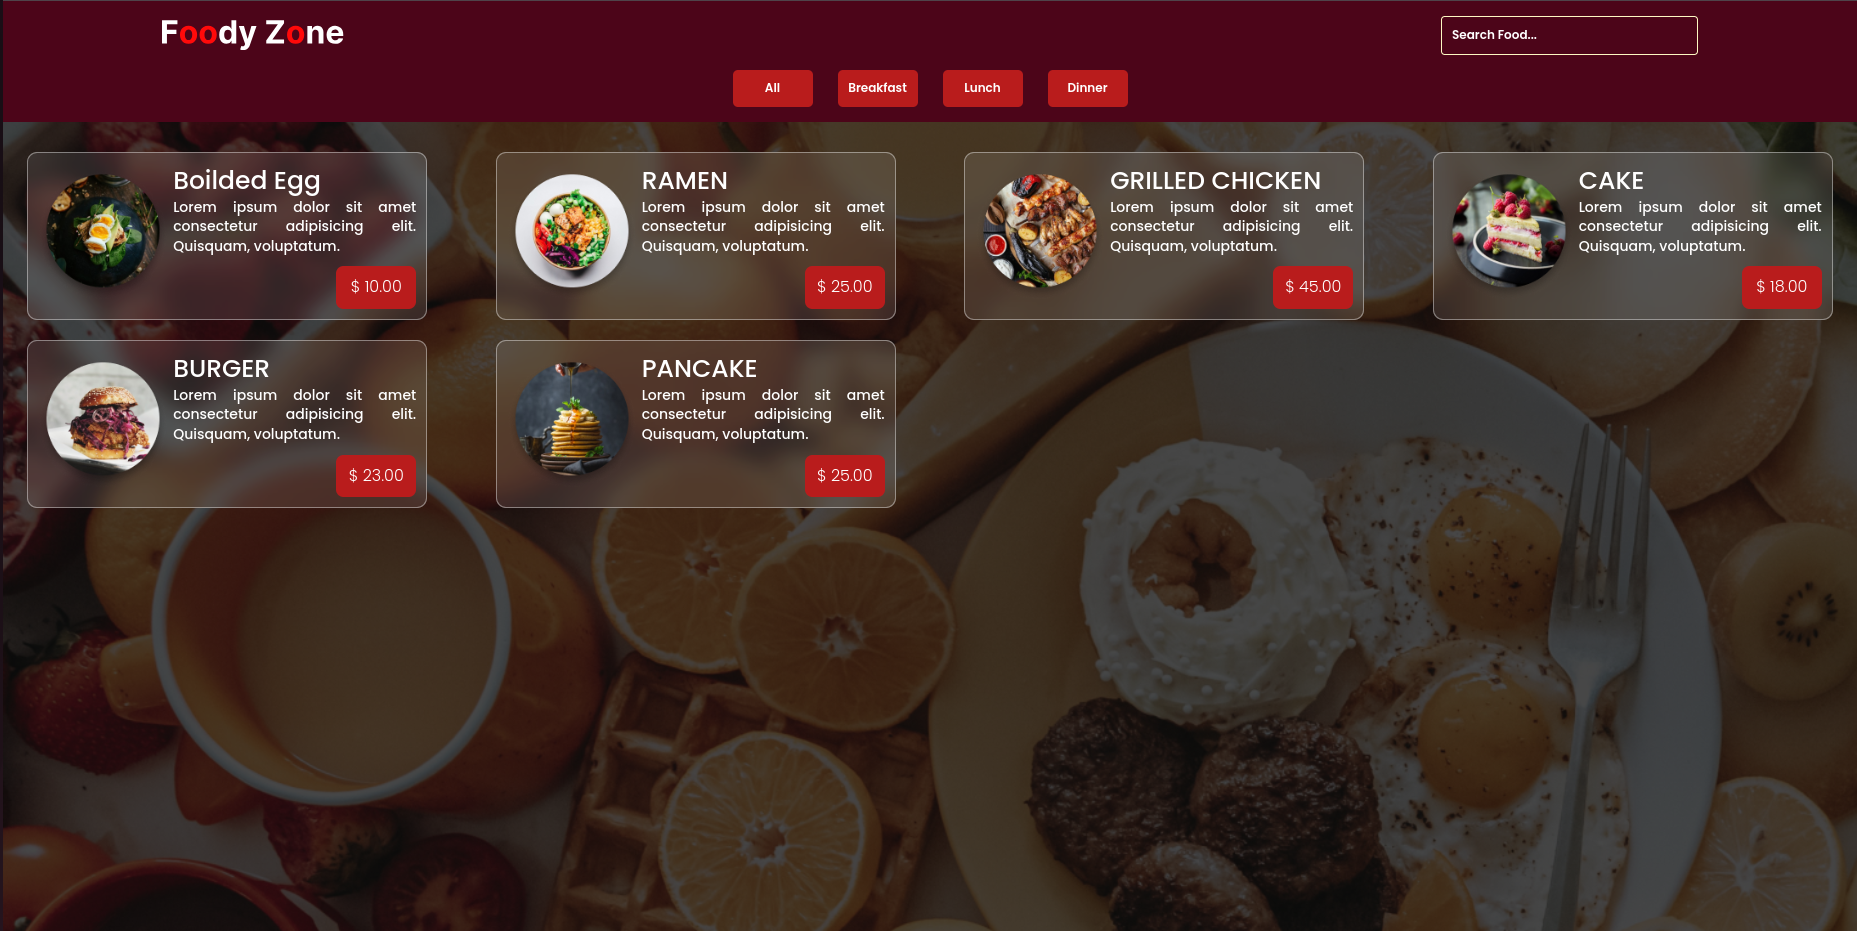 Foody Zone
Search Food...
All
Breakfast
Lunch
Dinner
Boilded Egg
Lorem ipsum dolor sit amet
consectetur adipisicing elit.
Quisquam, voluptatum.
$ 10.00
RAMEN
Lorem ipsum dolor sit amet
consectetur adipisicing elit.
Quisquam, voluptatum.
$ 25.00
GRILLED CHICKEN
Lorem ipsum dolor sit amet
consectetur adipisicing elit.
Quisquam, voluptatum.
$ 45.00
CAKE
Lorem ipsum dolor sit amet
consectetur adipisicing elit.
Quisquam, voluptatum.
$ 18.00
BURGER
Lorem ipsum dolor sit amet
consectetur adipisicing elit.
Quisquam, voluptatum.
$ 23.00
PANCAKE
Lorem ipsum dolor sit amet
consectetur adipisicing elit.
Quisquam, voluptatum.
$ 25.00